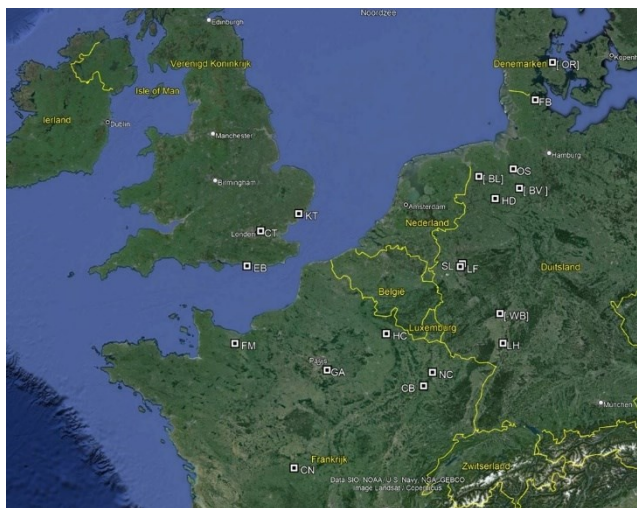 Noordzee
Edinburgh
Verenigd Koninkrijk
Denemarken
[OR]
Isle of Man
FB
Ierland
Dublin
Manchester
Hamburg
OS
Birmingham
[BL]
[BV]
HD
Amsterdam
KT
Nederland
Londen
CT
EB
SL
LF
Duitsland
België
[WB]
Luxemburg
FM
HC
LH
Parijs
GA
NC
CB
München
CN
Frankrijk
Zwitserland
Data SIO, NOAA, U.S. Navy, NGA, GEBCO
Image Landsat / Copernicus